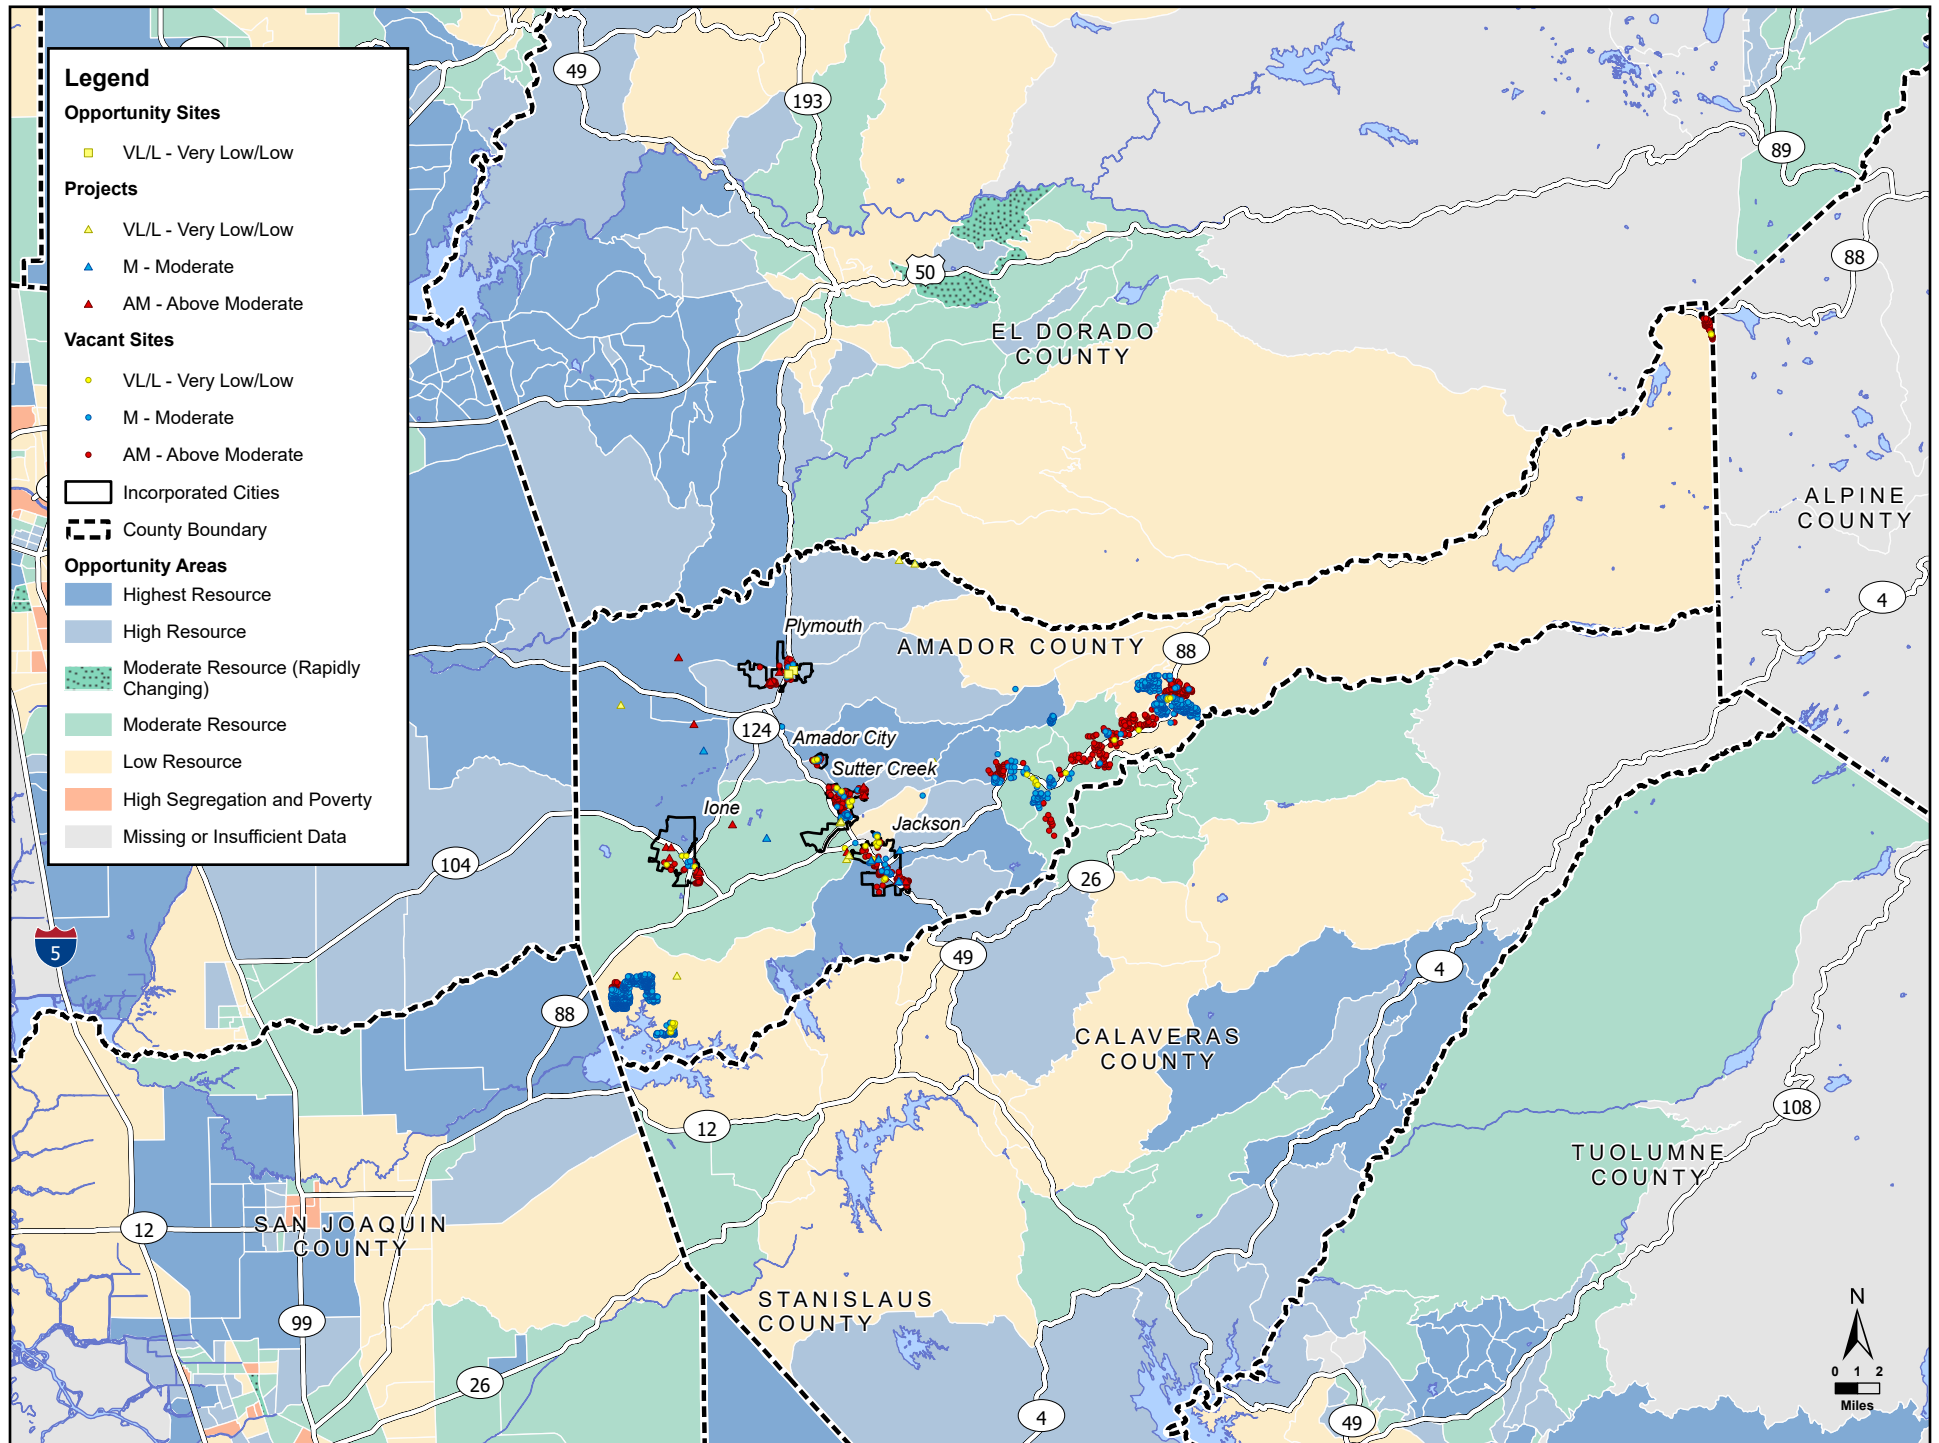 Legend
Opportunity Sites
VL/L - Very Low/Low
Projects
VL/L - Very Low/Low
M - Moderate
AM - Above Moderate
Vacant Sites
VL/L - Very Low/Low
M - Moderate
AM - Above Moderate
Incorporated Cities
County Boundary
Opportunity Areas
Highest Resource
High Resource
Moderate Resource (Rapidly
Changing)
Moderate Resource
Low Resource
High Segregation and Poverty
Missing or Insufficient Data
49
193
89
88
50
EL DORADO
COUNTY
ALPINE
COUNTY
4
Plymouth
AMADOR COUNTY
88
124
Amador City
Sutter Creek
Ione
Jackson
104
26
5
49
4
88
CALAVERAS
COUNTY
12
108
TUOLUMNE
COUNTY
12
SAN JOAQUIN
COUNTY
99
STANISLAUS
COUNTY
26
4
49
N
0 1 2
Miles